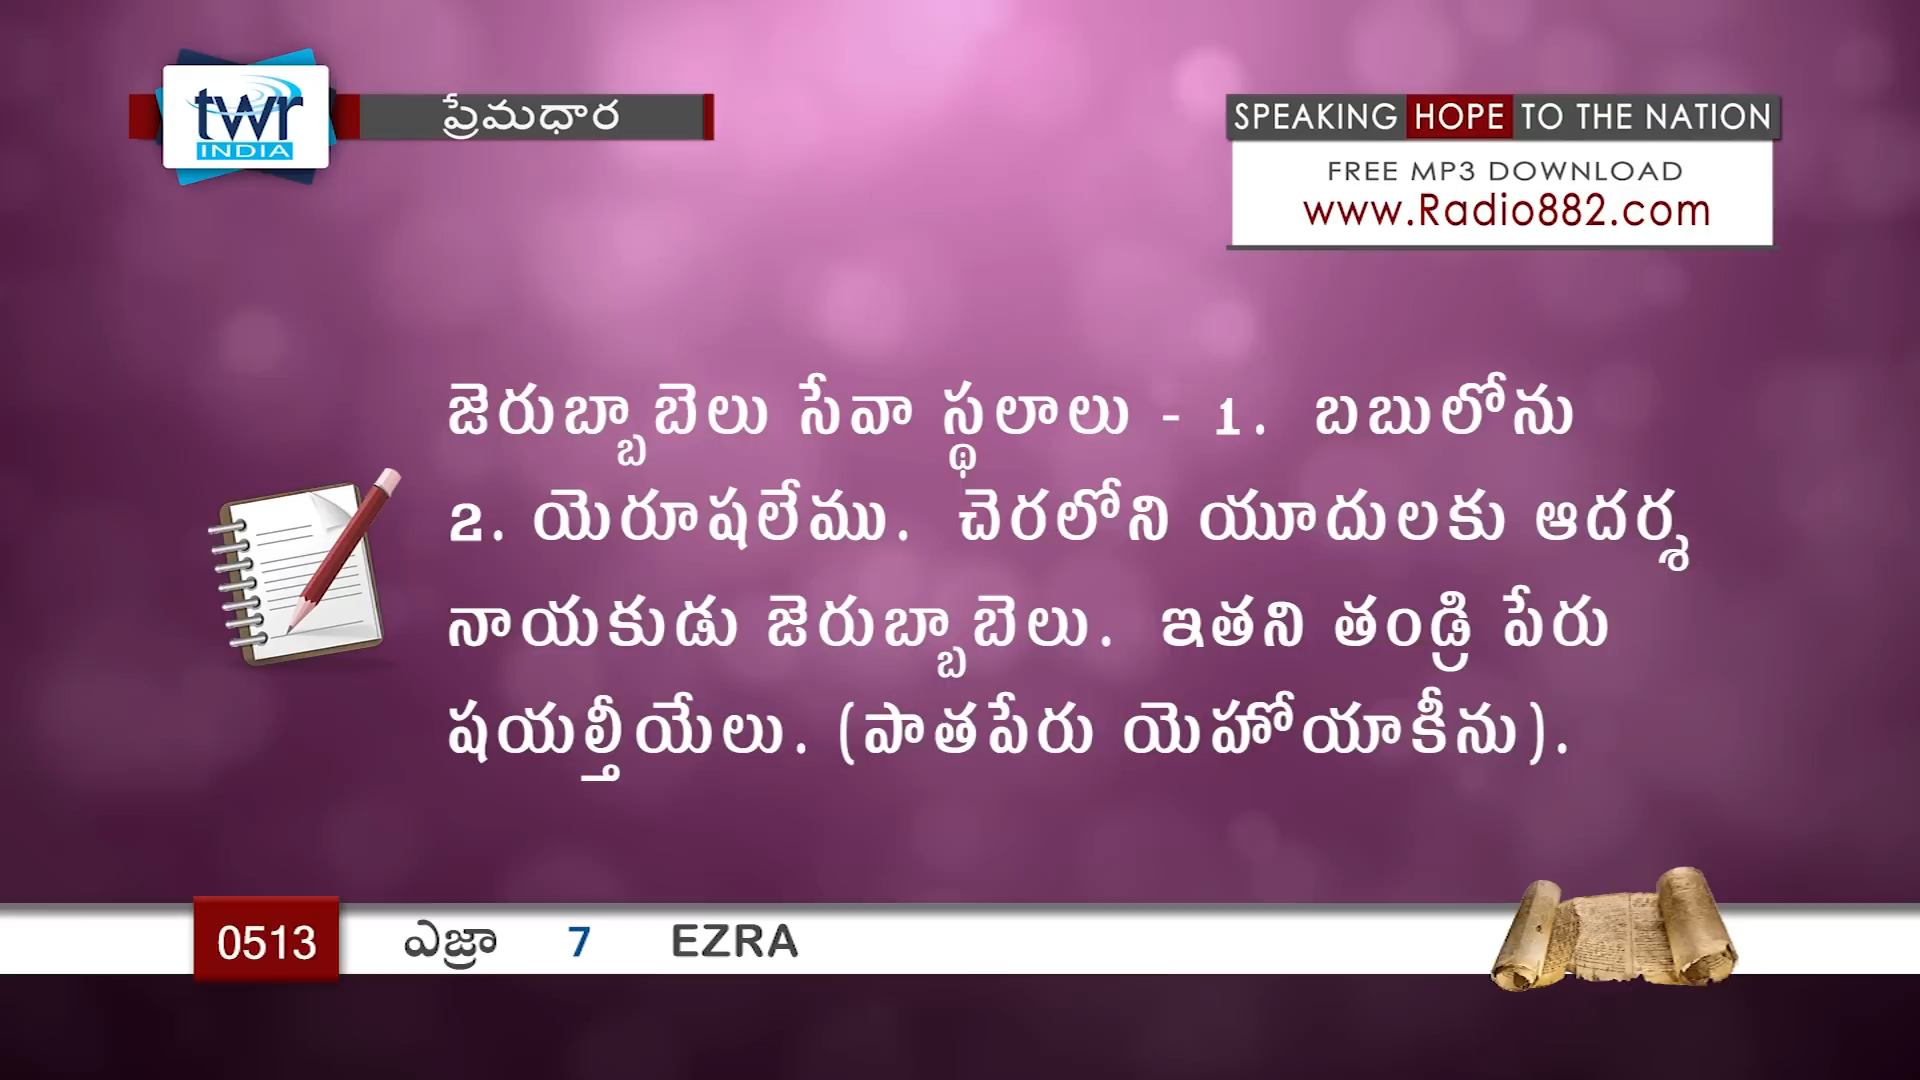 twr
INDIA
ప్రేమధార
SPEAKING HOPE TO THE NATION
FREE MP3 DOWNLOAD
www.Radio882.com
జెరుబ్బాబెలు సేవా స్థలాలు - 1. బబులోను
2. యెరూషలేము. చెరలోని యూదులకు ఆదర్శ
నాయకుడు జెరుబ్బాబెలు. ఇతని తండ్రి పేరు
షయల్తీయేలు. (పాతపేరు యెహోయాకీను).
0513 ఎజ్రా 7 EZRA